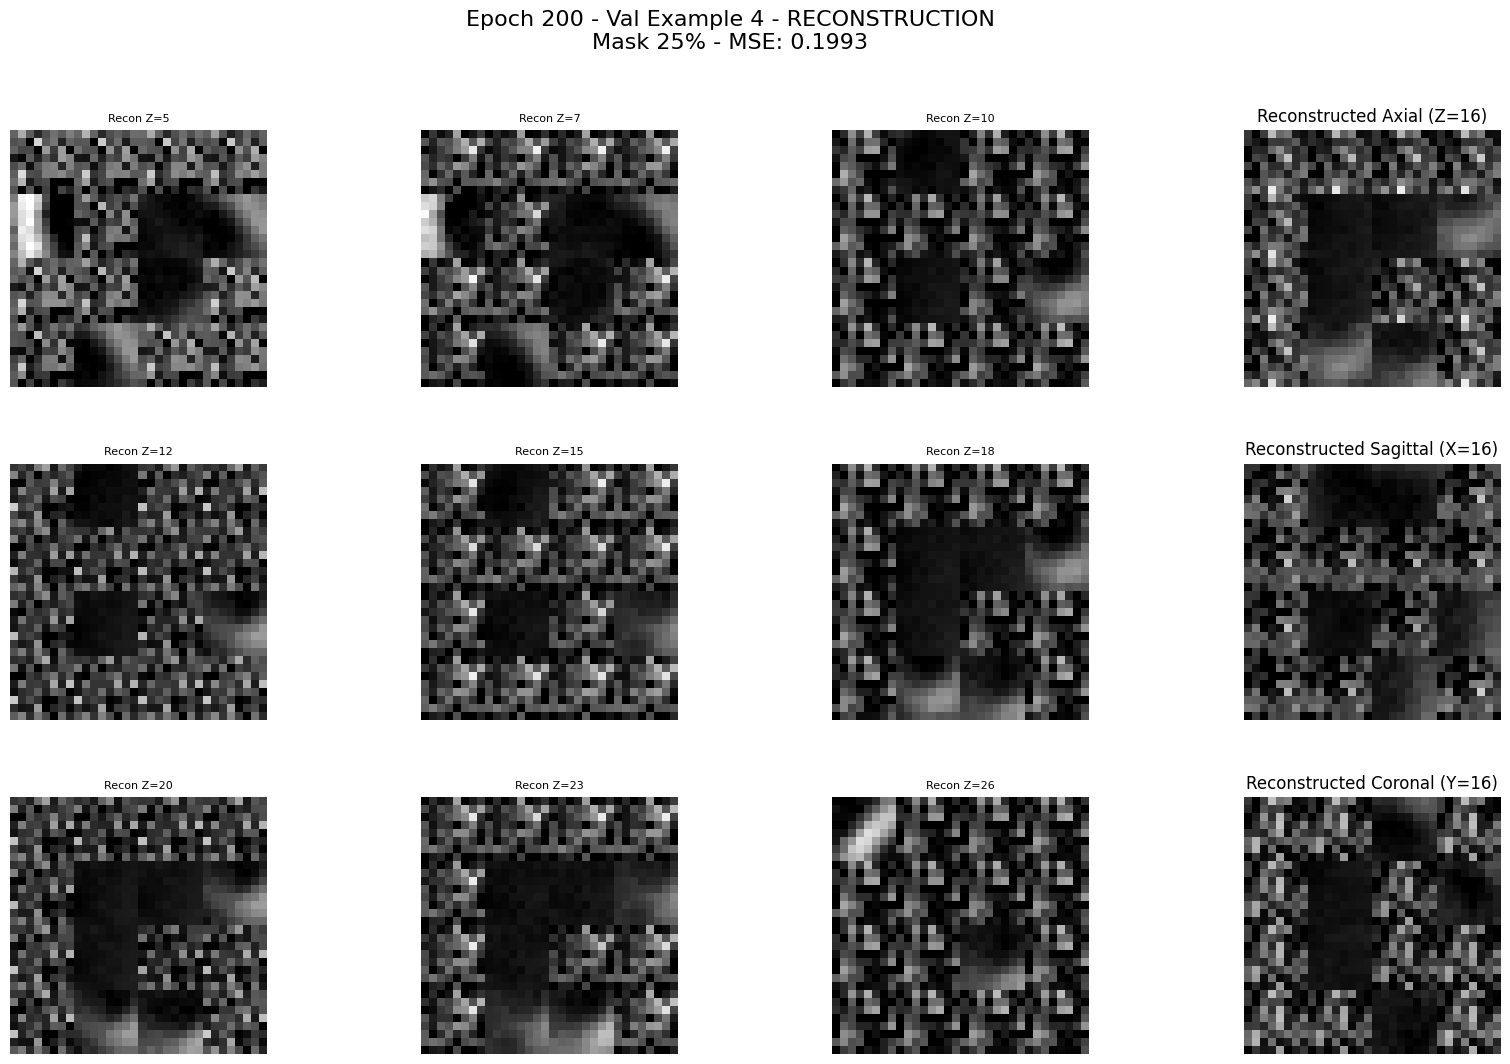 Epoch 200 - Val Example 4 - RECONSTRUCTION
Mask 25% - MSE: 0.1993
Recon Z=5
Recon Z=7
Recon Z=10
Reconstructed Axial (Z=16)
Recon Z=12
Recon Z=15
Recon Z=18
Reconstructed Sagittal (X=16)
Recon Z=20
Recon Z=23
Recon Z=26
Reconstructed Coronal (Y=16)